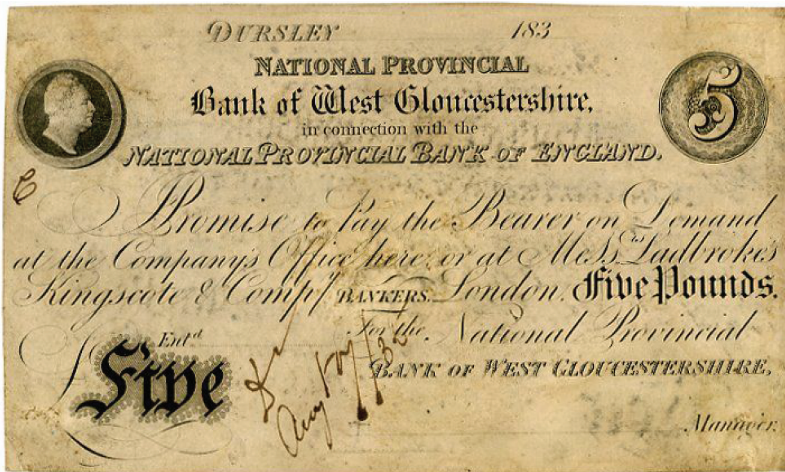 DURSLEY 183
NATIONAL PROVINCIAL
Bank of West Gloucestershire,
in connection with the
NATIONAL PROVINCIAL BANK OF ENGLAND.
5
I Promise to Pay the Bearer on Demand
at the Company's Office here, or at Mess.rs Ladbroke's
Kingscote & Comp.y BANKERS. London. Five Pounds.
Ent.d For the National Provincial
Five BANK OF WEST GLOUCESTERSHIRE,
Aug
Manager.